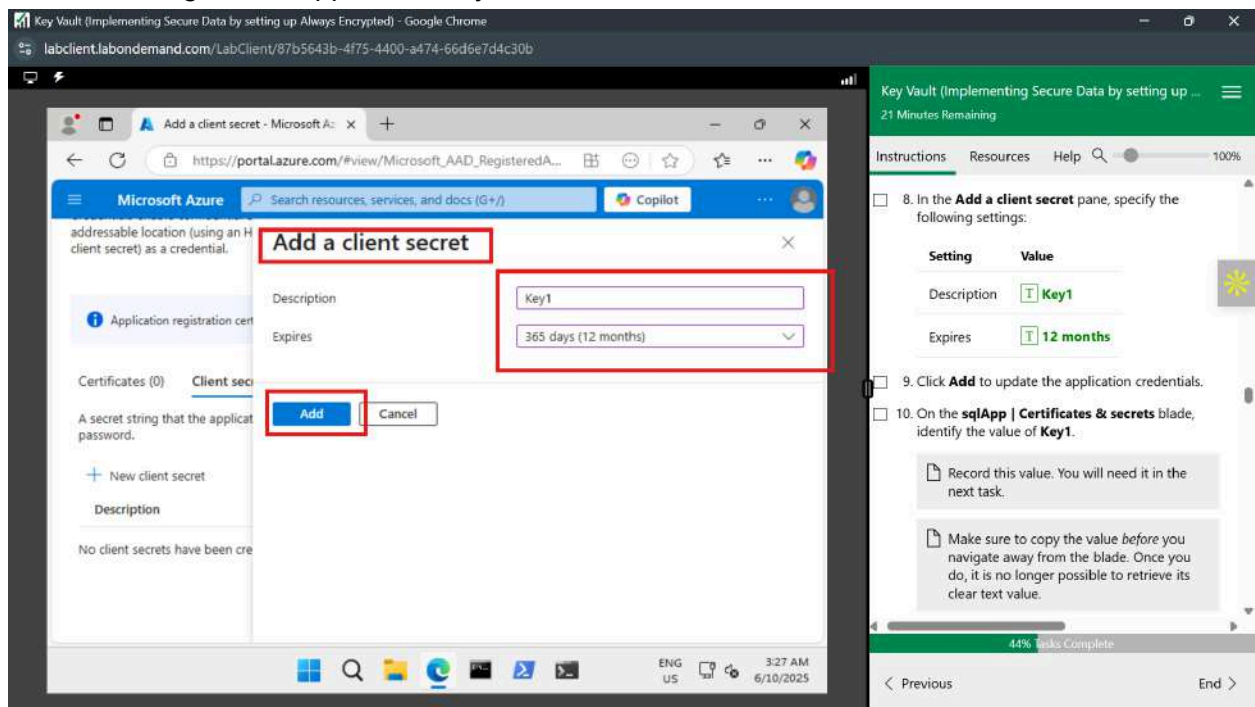 Key Vault (Implementing Secure Data by setting up Always Encrypted) - Google Chrome
labclient.labondemand.com/LabClient/87b5643b-4f75-4400-a474-66d6e7d4c30b
Add a client secret - Microsoft Az
https://portal.azure.com/#view/Microsoft_AAD_RegisteredA...
Microsoft Azure
Search resources, services, and docs (G+/)
Copilot
addressable location (using an H
client secret) as a credential.
Application registration cert
Certificates (0) Client sec
A secret string that the applicat
password.
New client secret
Description
No client secrets have been cre
Add a client secret
Description
Key1
Expires
365 days (12 months)
Add
Cancel
ENG
US
3:27 AM
6/10/2025
Key Vault (Implementing Secure Data by setting up ...
21 Minutes Remaining
Instructions Resources Help 100%
8. In the Add a client secret pane, specify the
following settings:
Setting Value
Description T Key1
Expires T 12 months
9. Click Add to update the application credentials.
10. On the sqlApp | Certificates & secrets blade,
identify the value of Key1.
Record this value. You will need it in the
next task.
Make sure to copy the value before you
navigate away from the blade. Once you
do, it is no longer possible to retrieve its
clear text value.
44% Tasks Complete
< Previous
End >